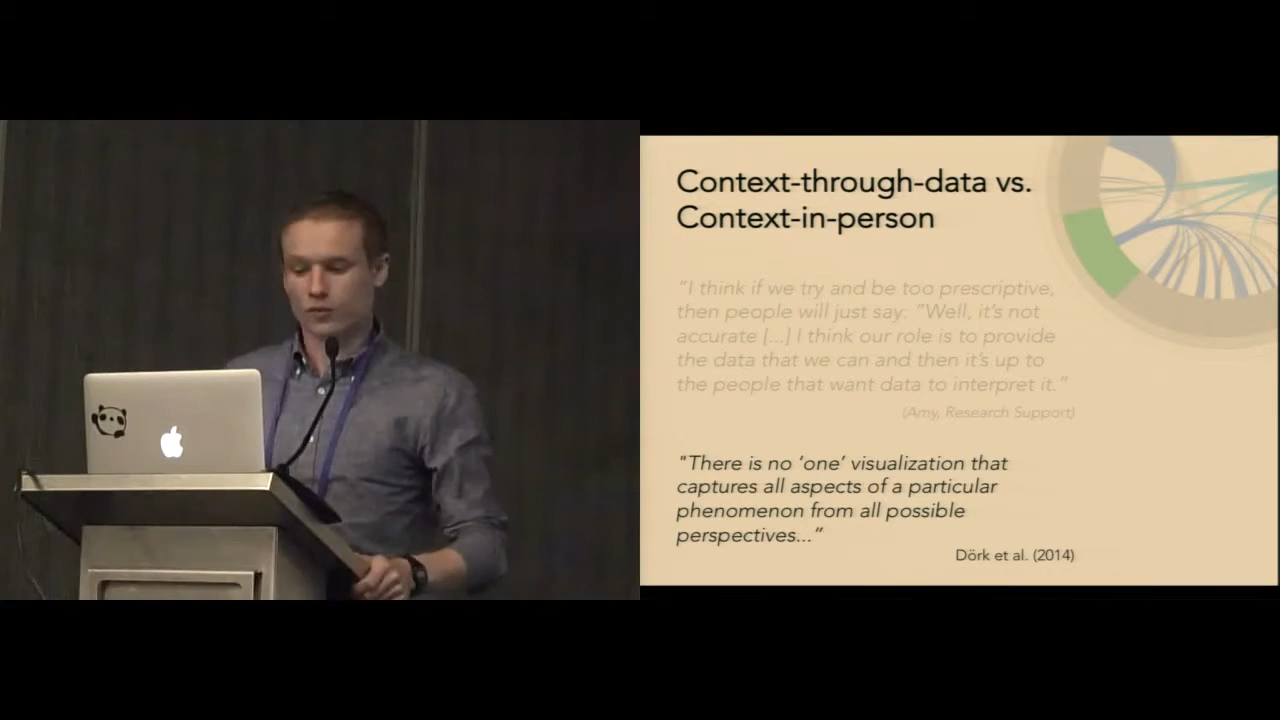 Context-through-data vs.
Context-in-person
"I think if we try and be too prescriptive,
then people will just say: "Well, it's not
accurate [...] I think our role is to provide
the data that we can and then it's up to
the people that want data to interpret it."
(Amy, Research Support)
"There is no 'one' visualization that
captures all aspects of a particular
phenomenon from all possible
perspectives..."
Dörk et al. (2014)